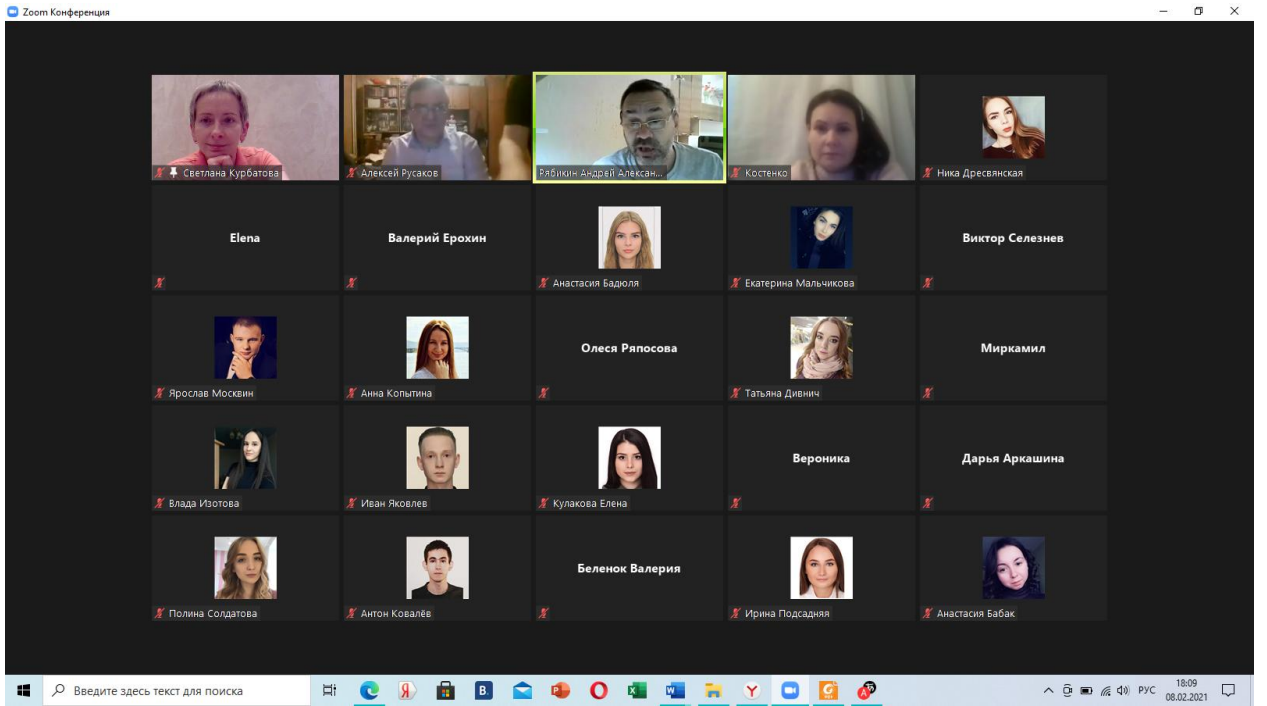 Zoom Конференция
Светлана Курбатова
Алексей Русаков
Рябикин Андрей Алексан...
Костенко
Ника Дресвянская
Elena
Валерий Ерохин
Анастасия Бадюля
Екатерина Мальчикова
Виктор Селезнев
Ярослав Москвин
Анна Копытина
Олеся Ряпосова
Татьяна Дивнич
Миркамил
Влада Изотова
Иван Яковлев
Кулакова Елена
Вероника
Дарья Аркашина
Полина Солдатова
Антон Ковалёв
Беленок Валерия
Ирина Подсадняя
Анастасия Бабак
Введите здесь текст для поиска
РУС
18:09
08.02.2021